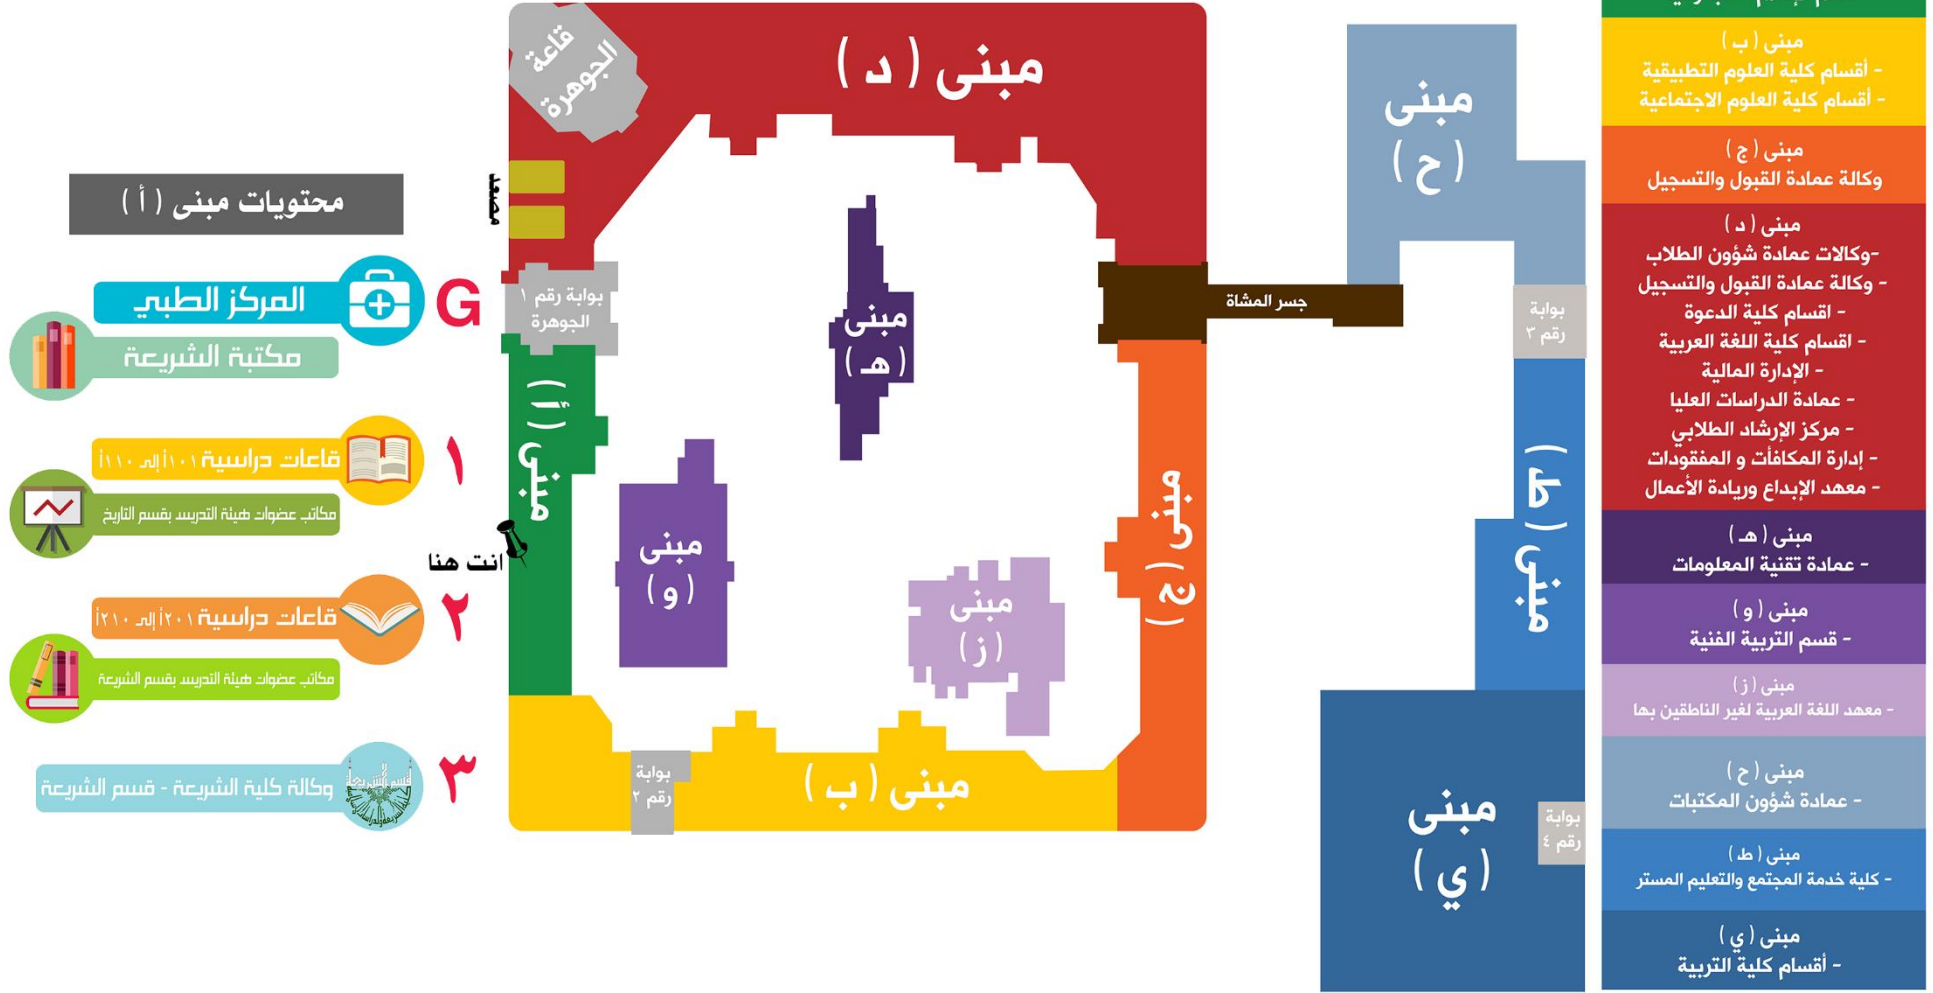 مبنى ( ب )
- أقسام كلية العلوم التطبيقية
- أقسام كلية العلوم الاجتماعية
مبنى ( ج )
وكالة عمادة القبول والتسجيل
مبنى ( د )
-وكالات عمادة شؤون الطلاب
- وكالة عمادة القبول والتسجيل
- اقسام كلية الدعوة
- اقسام كلية اللغة العربية
- الإدارة المالية
- عمادة الدراسات العليا
- مركز الإرشاد الطلابي
- إدارة المكافأت و المفقودات
- معهد الإبداع وريادة الأعمال
مبنى ( هـ )
- عمادة تقنية المعلومات
مبنى ( و )
- قسم التربية الفنية
مبنى ( ز )
- معهد اللغة العربية لغير الناطقين بها
مبنى ( ح )
- عمادة شؤون المكتبات
مبنى ( ط )
- كلية خدمة المجتمع والتعليم المستر
مبنى ( ي )
- أقسام كلية التربية
مبنى
( ح )
بوابة
رقم ٣
مبنى ( ط )
مبنى
( ي )
بوابة
رقم ٤
جسر المشاة
مبنى ( د )
قاعة
الجوهرة
مصعد
بوابة رقم ١
الجوهرة
مبنى
( هـ )
مبنى ( أ )
مبنى
( و )
مبنى
( ز )
مبنى ( ج )
مبنى ( ب )
بوابة
رقم ٢
انت هنا
محتويات مبنى ( أ )
G
المركز الطبي
مكتبة الشريعة
١
قاعات دراسية ١٠١أ إلى ١١٠أ
مكاتب عضوات هيئة التدريس بقسم التاريخ
٢
قاعات دراسية ٢٠١أ إلى ٢١٠أ
مكاتب عضوات هيئة التدريس بقسم الشريعة
٣
وكالة كلية الشريعة - قسم الشريعة